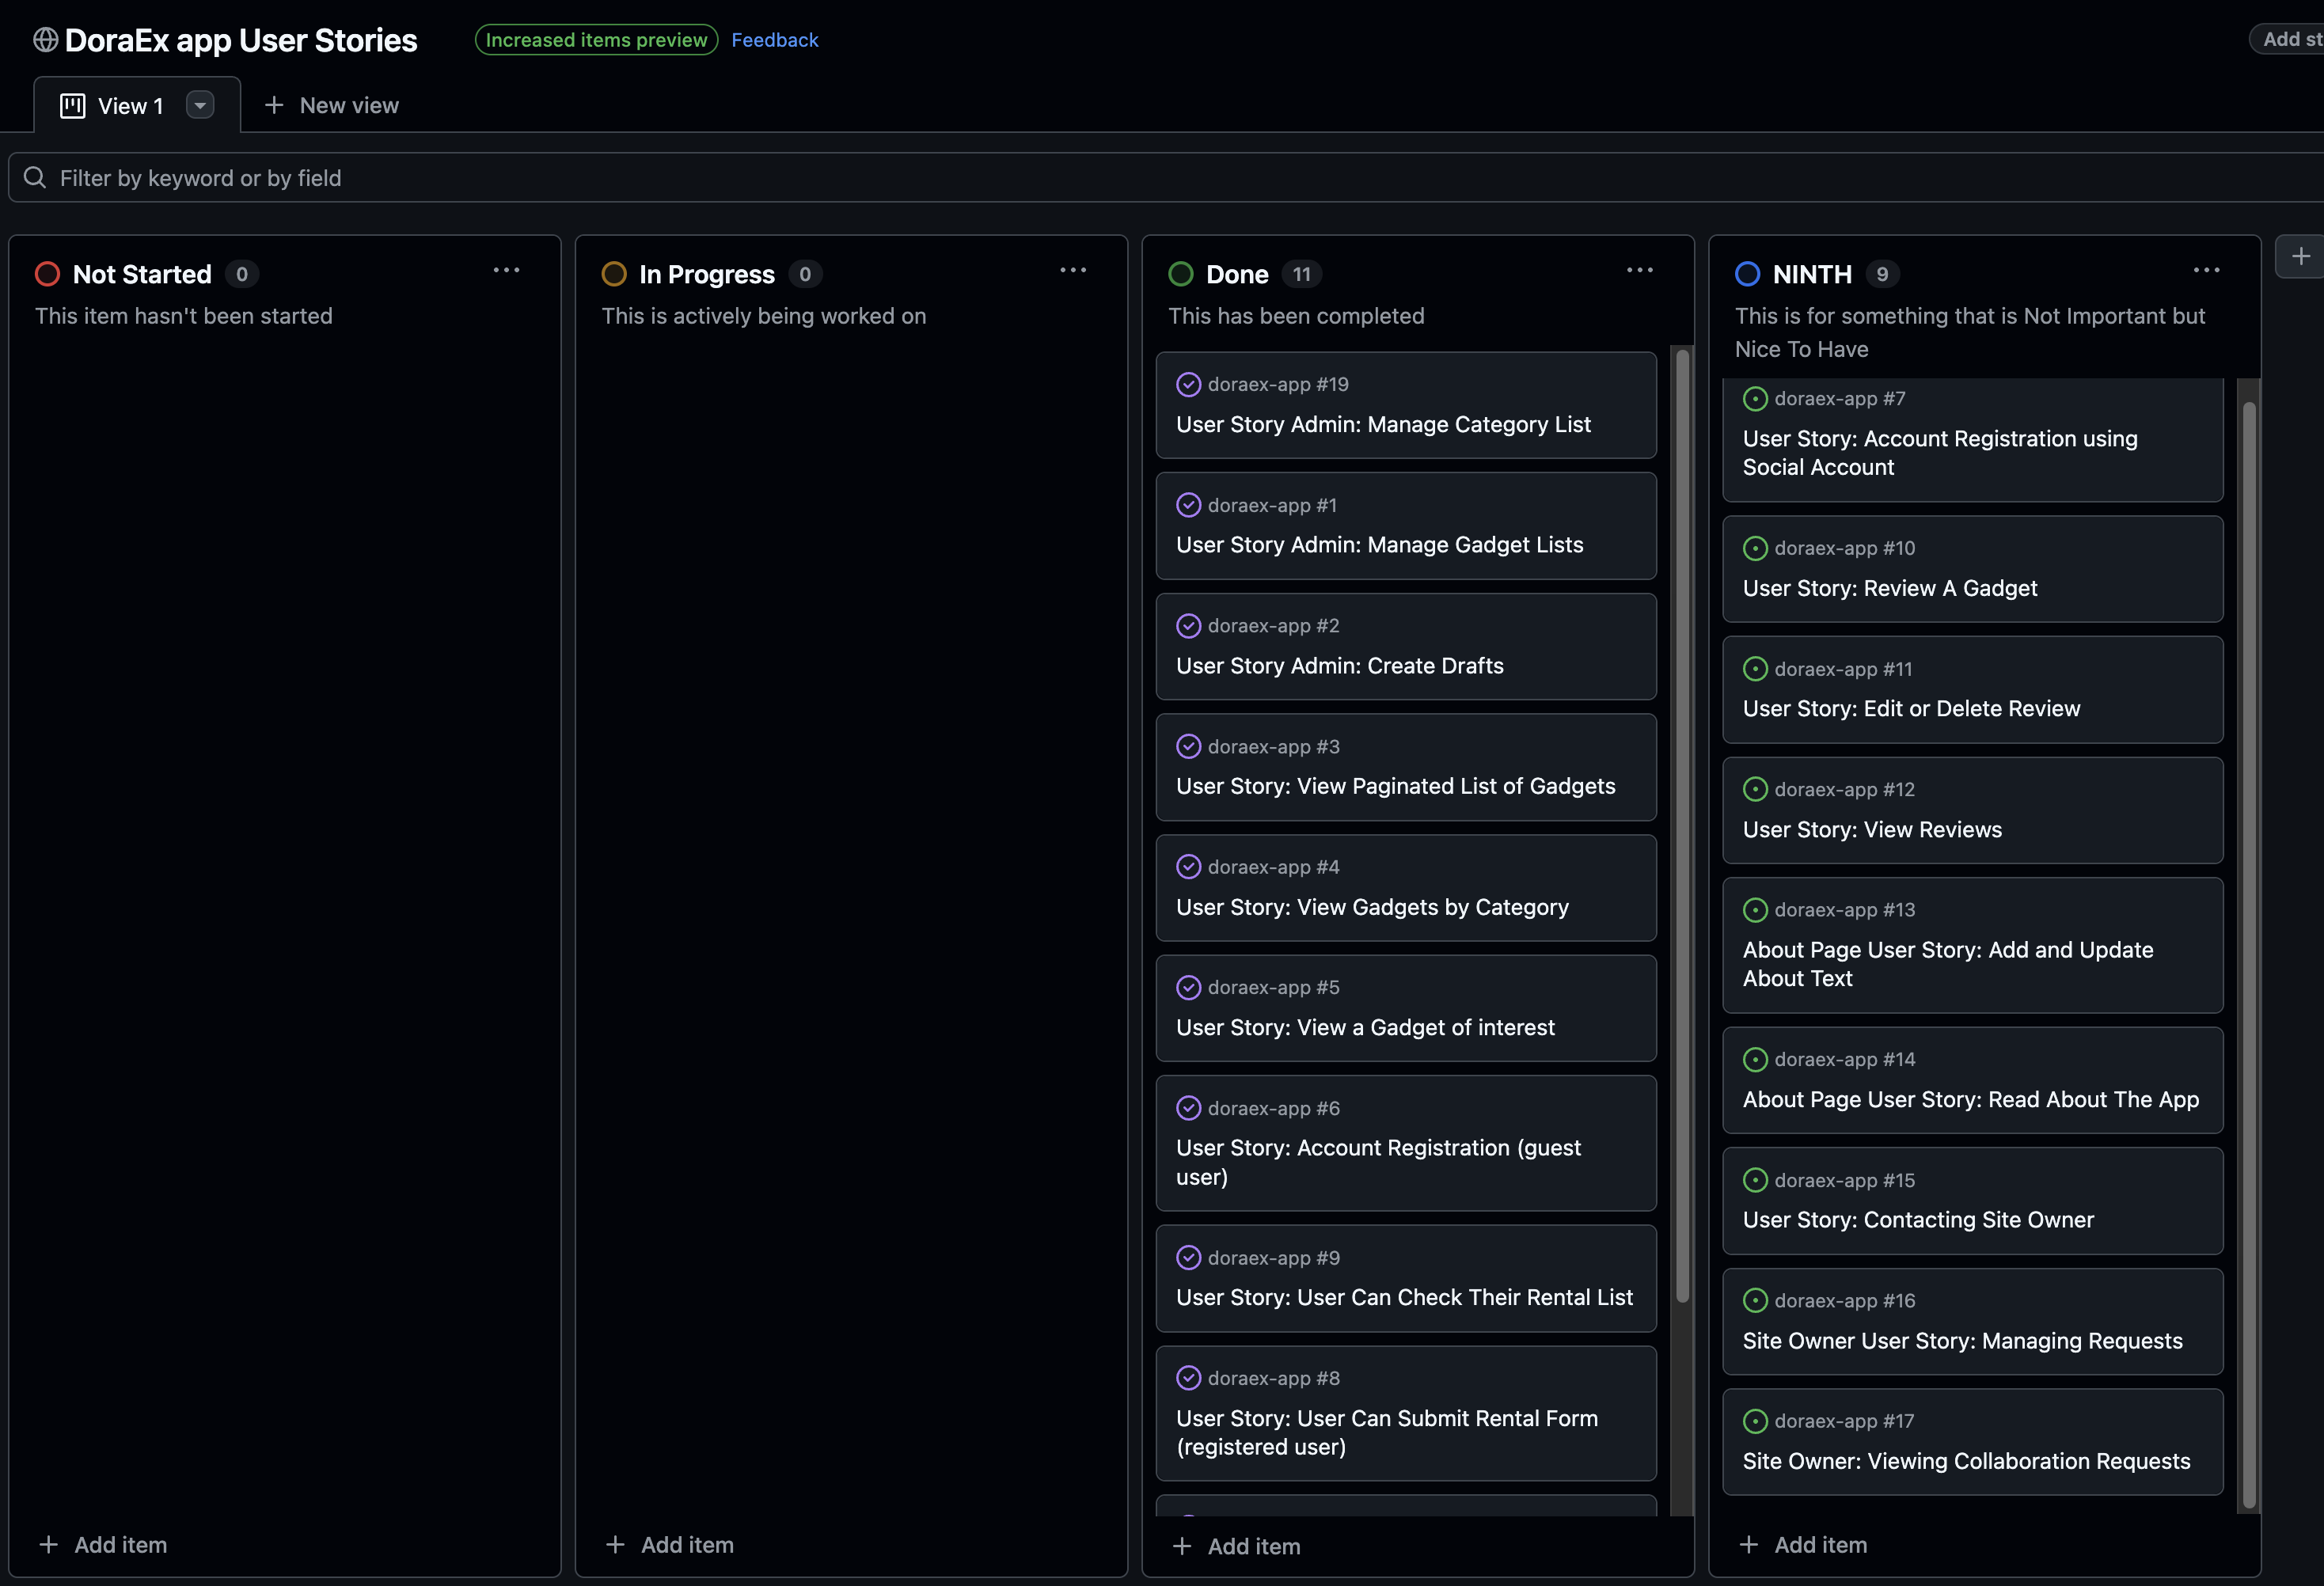 DoraEx app User Stories
Increased items preview
Feedback
Add st
View 1
New view
Filter by keyword or by field
Not Started 0
This item hasn't been started
Add item
In Progress 0
This is actively being worked on
Add item
Done 11
This has been completed
doraex-app #19
User Story Admin: Manage Category List
doraex-app #1
User Story Admin: Manage Gadget Lists
doraex-app #2
User Story Admin: Create Drafts
doraex-app #3
User Story: View Paginated List of Gadgets
doraex-app #4
User Story: View Gadgets by Category
doraex-app #5
User Story: View a Gadget of interest
doraex-app #6
User Story: Account Registration (guest
user)
doraex-app #9
User Story: User Can Check Their Rental List
doraex-app #8
User Story: User Can Submit Rental Form
(registered user)
Add item
NINTH 9
This is for something that is Not Important but
Nice To Have
doraex-app #7
User Story: Account Registration using
Social Account
doraex-app #10
User Story: Review A Gadget
doraex-app #11
User Story: Edit or Delete Review
doraex-app #12
User Story: View Reviews
doraex-app #13
About Page User Story: Add and Update
About Text
doraex-app #14
About Page User Story: Read About The App
doraex-app #15
User Story: Contacting Site Owner
doraex-app #16
Site Owner User Story: Managing Requests
doraex-app #17
Site Owner: Viewing Collaboration Requests
Add item